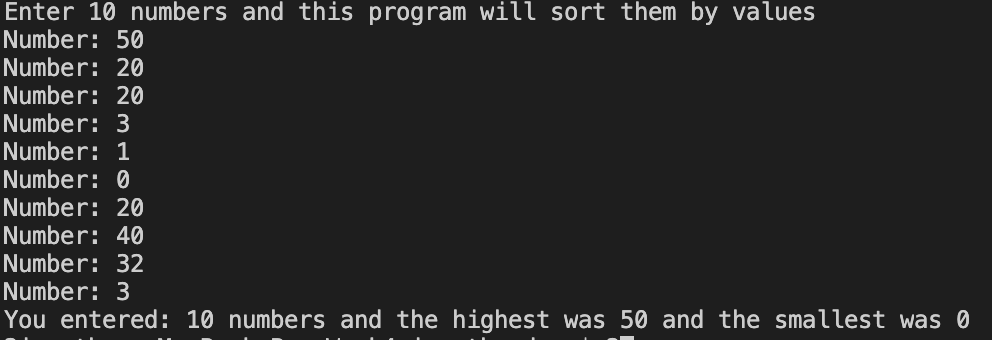 Enter 10 numbers and this program will sort them by values
Number: 50
Number: 20
Number: 20
Number: 3
Number: 1
Number: 0
Number: 20
Number: 40
Number: 32
Number: 3
You entered: 10 numbers and the highest was 50 and the smallest was 0